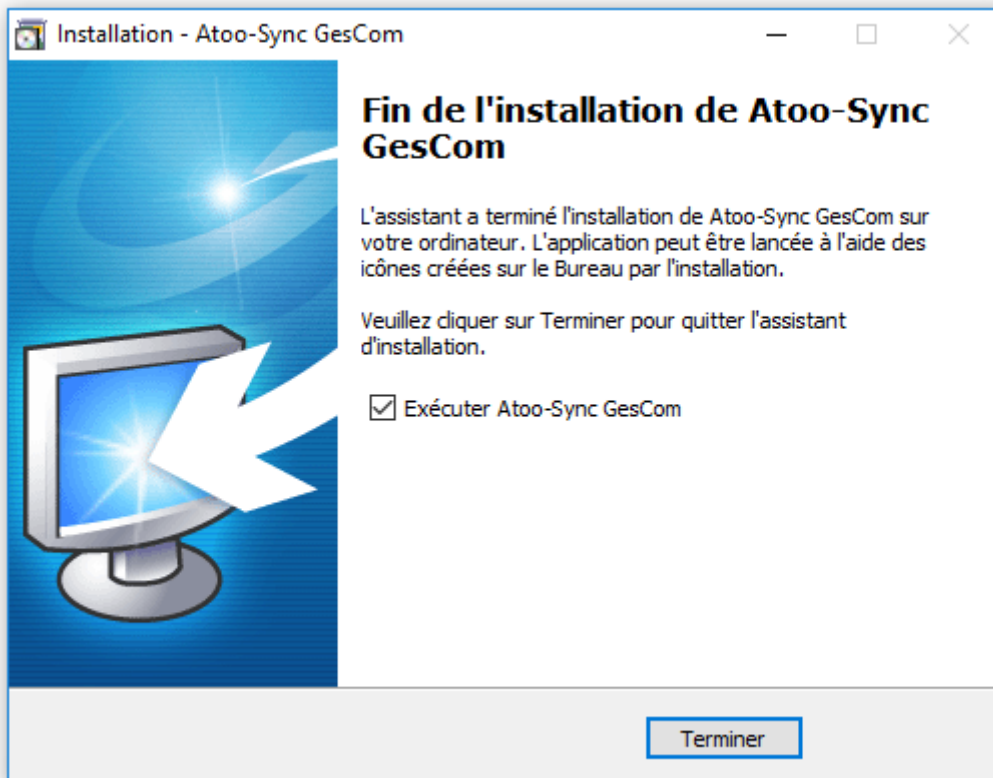 Installation - Atoo-Sync GesCom
Fin de l'installation de Atoo-Sync
GesCom
L'assistant a terminé l'installation de Atoo-Sync GesCom sur
votre ordinateur. L'application peut être lancée à l'aide des
icônes créées sur le Bureau par l'installation.
Veuillez cliquer sur Terminer pour quitter l'assistant
d'installation.
Exécuter Atoo-Sync GesCom
Terminer